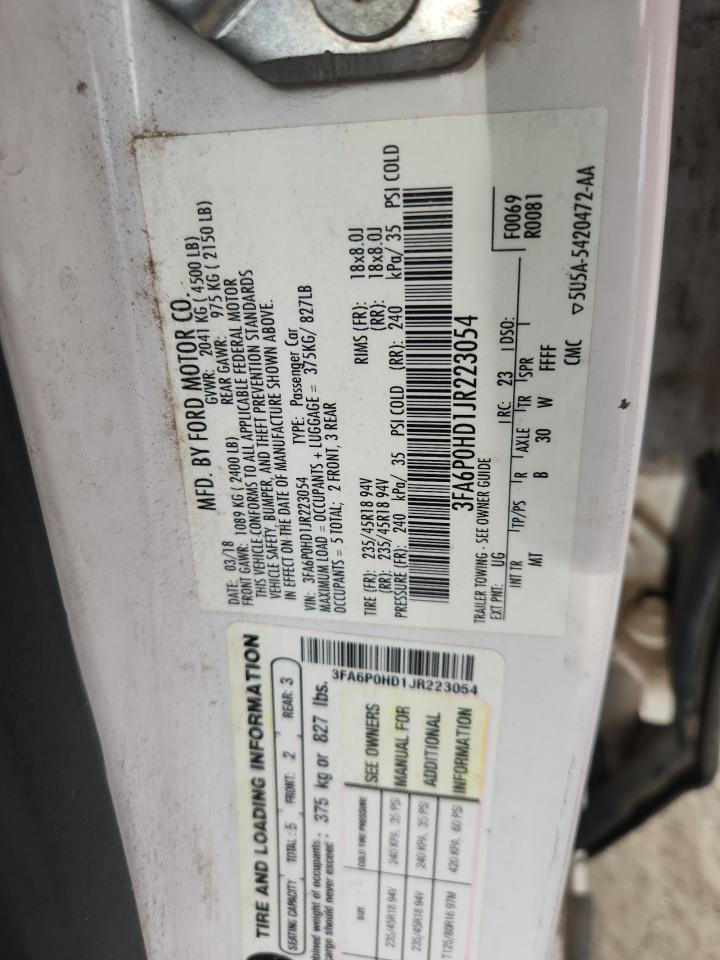 MFD. BY FORD MOTOR CO.
DATE: 03/18 GVWR: 2041 KG ( 4500 LB)
FRONT GAWR: 1089 KG ( 2400 LB) REAR GAWR: 975 KG ( 2150 LB)
THIS VEHICLE CONFORMS TO ALL APPLICABLE FEDERAL MOTOR
VEHICLE SAFETY, BUMPER, AND THEFT PREVENTION STANDARDS
IN EFFECT ON THE DATE OF MANUFACTURE SHOWN ABOVE.
VIN: 3FA6P0HD1JR223054 TYPE: Passenger Car
MAXIMUM LOAD = OCCUPANTS + LUGGAGE = 375KG/ 827LB
OCCUPANTS = 5 TOTAL; 2 FRONT, 3 REAR
TIRE (FR): 235/45R18 94V RIMS (FR): 18x8.0J
(RR): 235/45R18 94V (RR): 18x8.0J
PRESSURE (FR): 240 kPa/ 35 PSI COLD (RR): 240 kPa/ 35 PSI COLD
3FA6P0HD1JR223054
TRAILER TOWING - SEE OWNER GUIDE
F0069
R0081
EXT PNT: UG RC: 23 DSO:
INT TR TP/PS R AXLE TR SPR
MT B 30 W FFFF
CMC ▽5U5A-5420472-AA
TIRE AND LOADING INFORMATION
SEATING CAPACITY TOTAL: 5 FRONT: 2 REAR: 3
of occupants
cargo should never exceed: 375 kg or 827 lbs.
3FA6P0HD1JR223054
SIZE COLD TIRE PRESSURE
235/45R18 94V 240 KPA, 35 PSI
235/45R18 94V 240 KPA, 35 PSI
T125/80R16 97M 420 KPA, 60 PSI
SEE OWNERS
MANUAL FOR
ADDITIONAL
INFORMATION